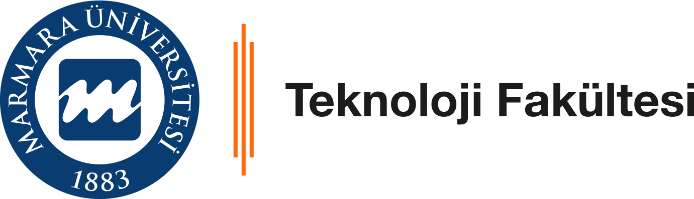 MARMARA ÜNİVERSİTESİ
1883
Teknoloji Fakültesi